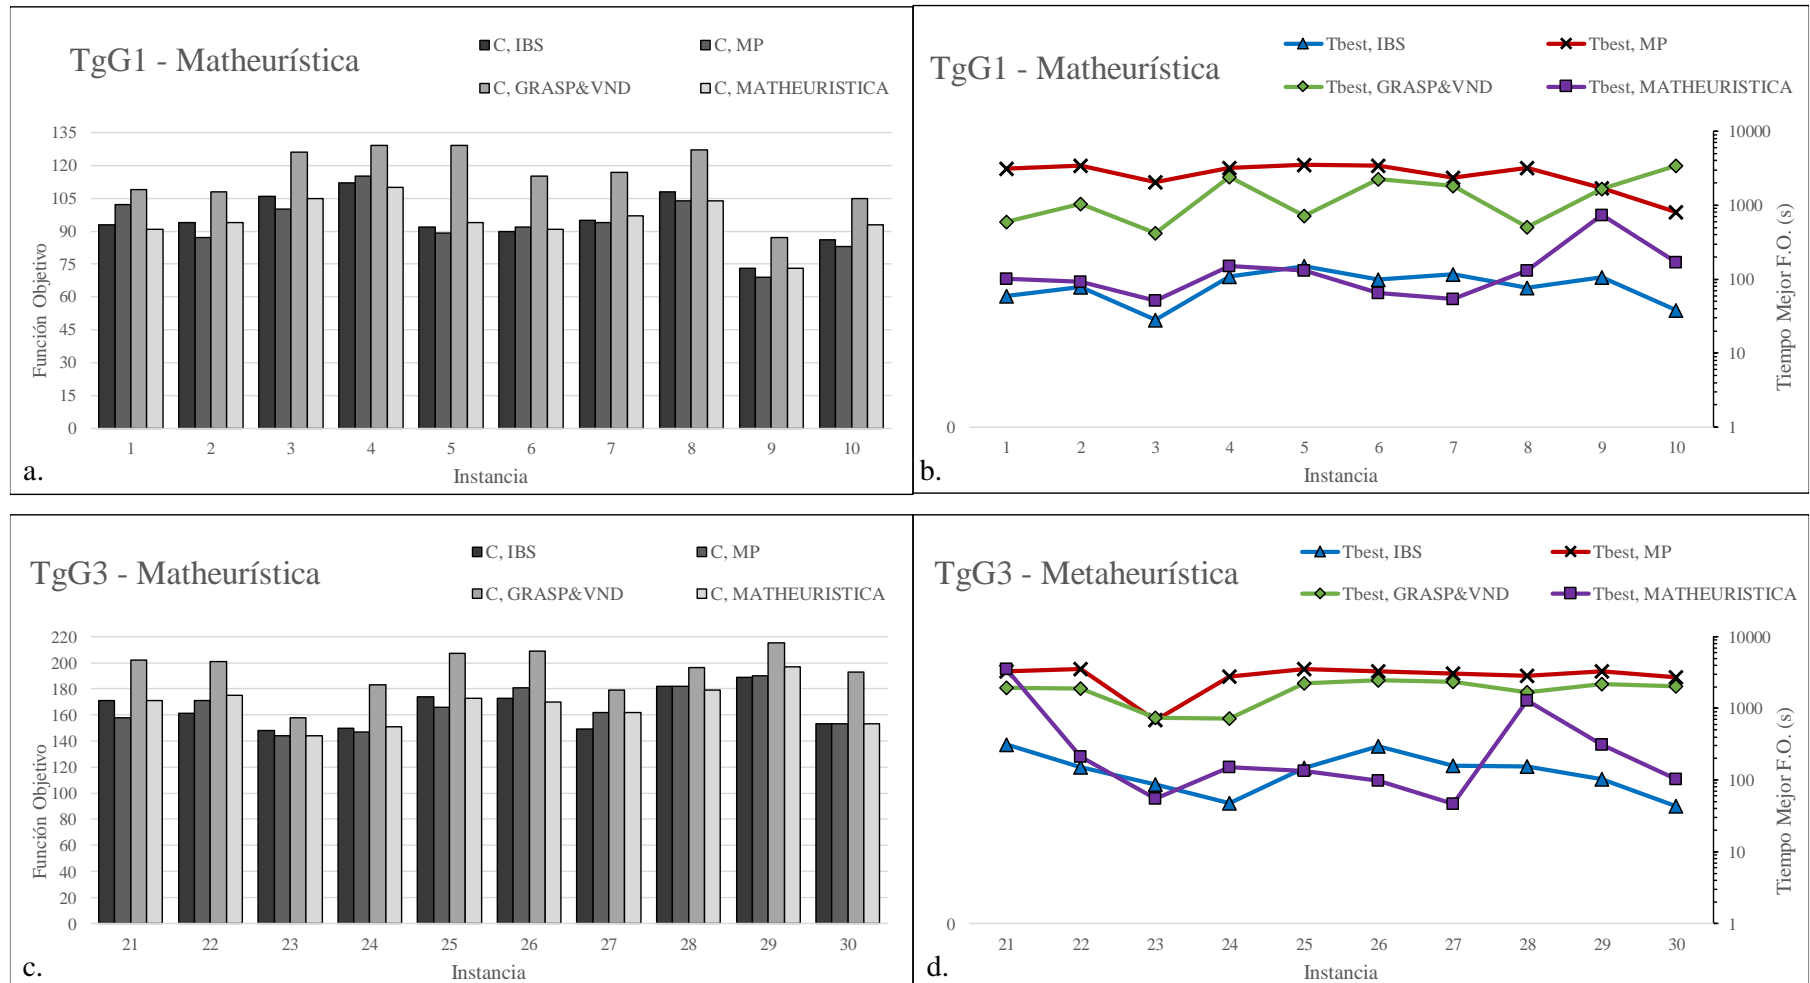 TgG1 - Matheurística
C, IBS
C, MP
C, GRASP&VND
C, MATHEURISTICA
Función Objetivo
135
120
105
90
75
60
45
30
15
0
1 2 3 4 5 6 7 8 9 10
Instancia
a.
TgG1 - Matheurística
Tbest, IBS
Tbest, MP
Tbest, GRASP&VND
Tbest, MATHEURISTICA
10000
1000
100
10
1
Tiempo Mejor F.O. (s)
0
1 2 3 4 5 6 7 8 9 10
Instancia
b.
TgG3 - Matheurística
C, IBS
C, MP
C, GRASP&VND
C, MATHEURISTICA
Función Objetivo
220
200
180
160
140
120
100
80
60
40
20
0
21 22 23 24 25 26 27 28 29 30
Instancia
c.
TgG3 - Metaheurística
Tbest, IBS
Tbest, MP
Tbest, GRASP&VND
Tbest, MATHEURISTICA
10000
1000
100
10
1
Tiempo Mejor F.O. (s)
0
21 22 23 24 25 26 27 28 29 30
Instancia
d.